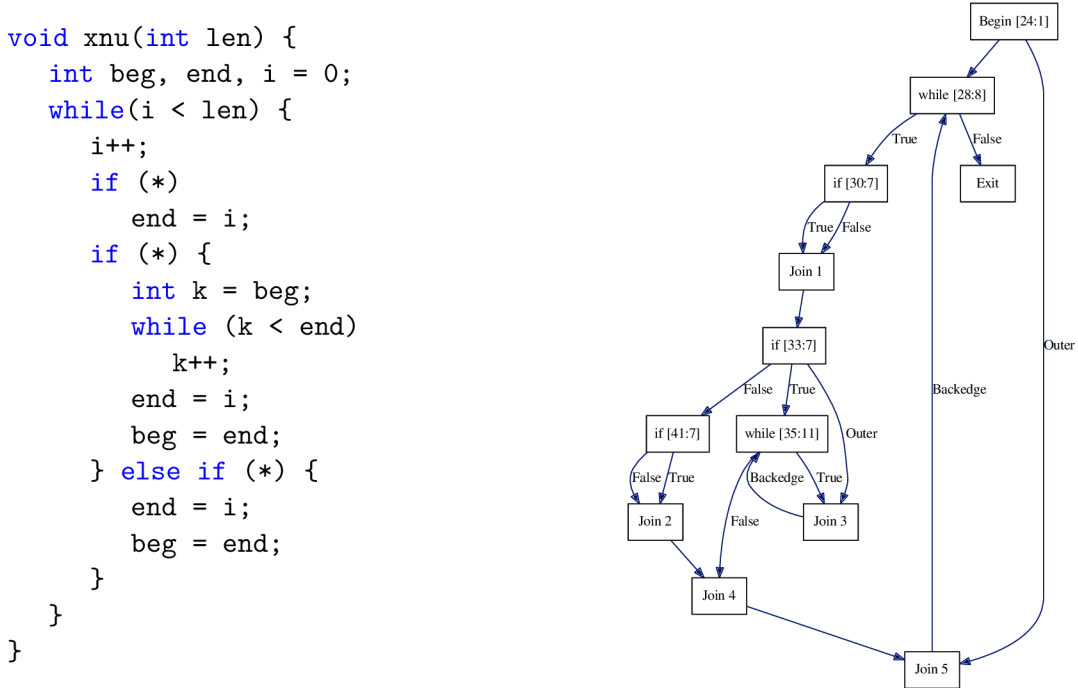 void xnu(int len) {
int beg, end, i = 0;
while(i < len) {
i++;
if (*)
end = i;
if (*) {
int k = beg;
while (k < end)
k++;
end = i;
beg = end;
} else if (*) {
end = i;
beg = end;
}
}
}
Begin [24:1]
while [28:8]
True
False
if [30:7]
Exit
True
False
Join 1
if [33:7]
Outer
False
True
Backedge
if [41:7]
while [35:11]
Outer
False
True
Backedge
True
Join 2
False
Join 3
Join 4
Join 5